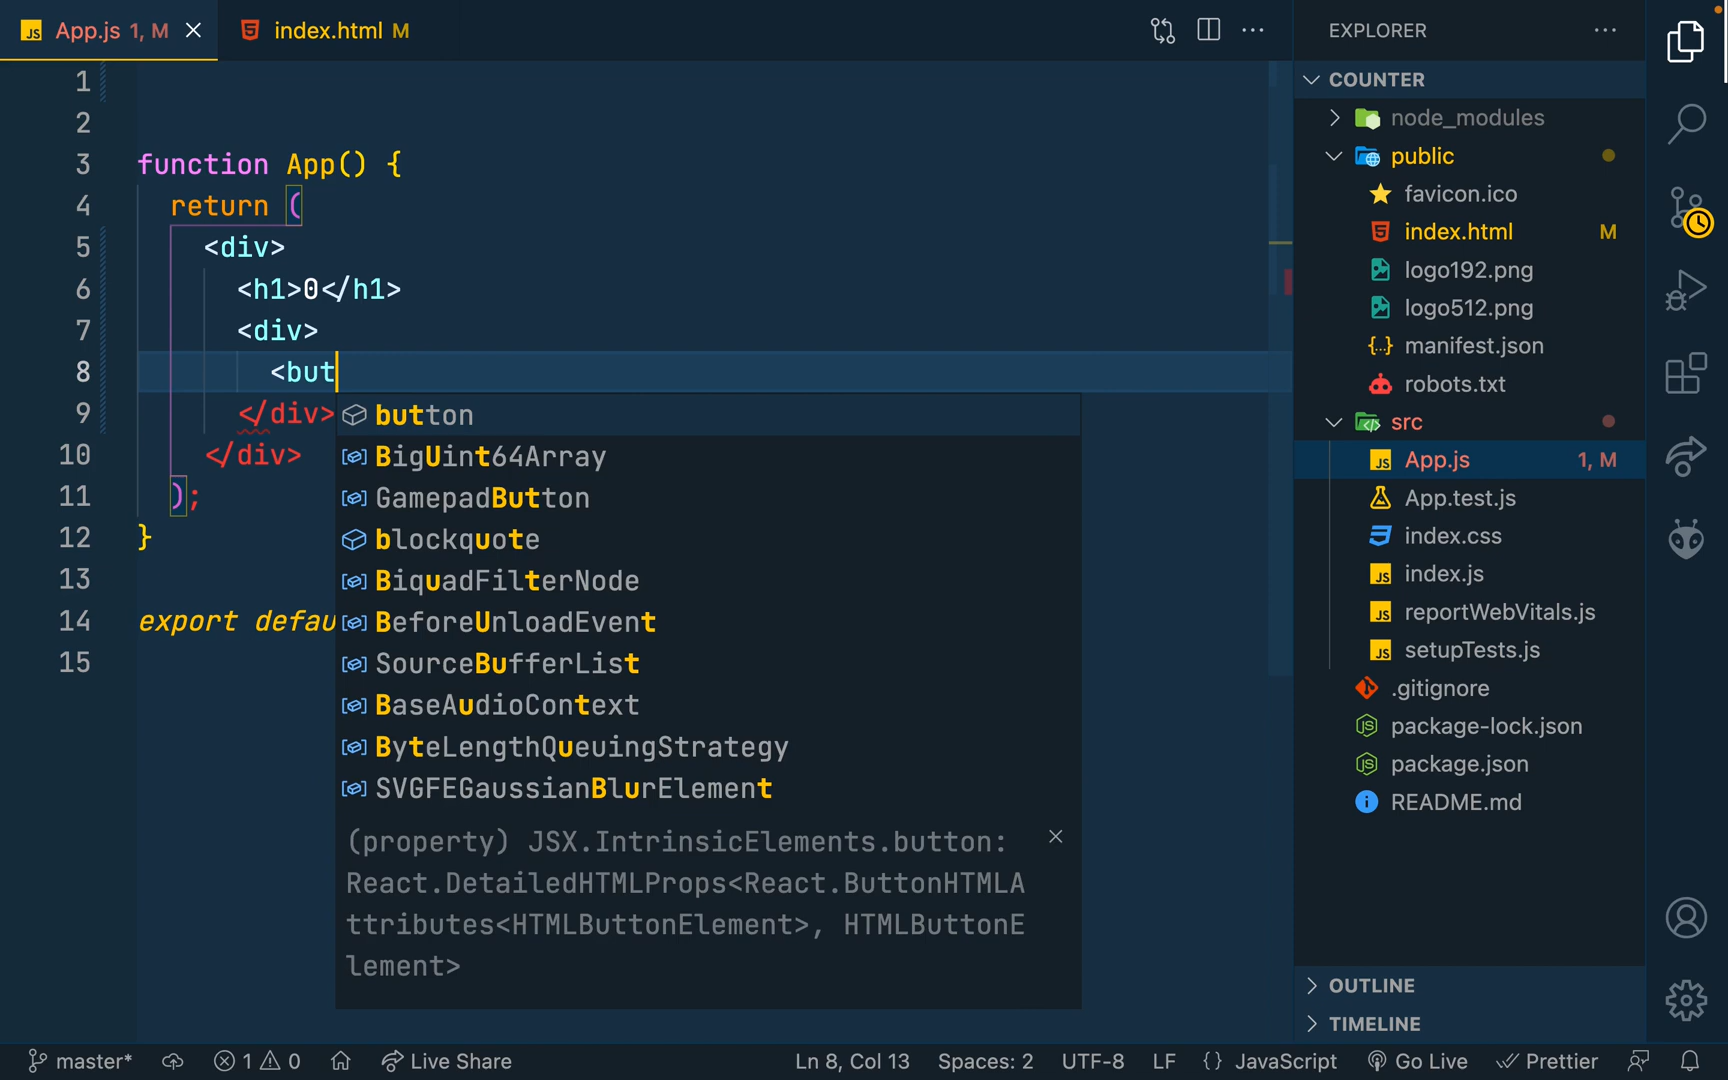 App.js 1, M
index.html M
EXPLORER
COUNTER
1
2
3 function App() {
4 return (
5 <div>
6 <h1>0</h1>
7 <div>
8 <but
9 </div>
10 </div>
11 );
12 }
13
14 export defau
15
button
BigUint64Array
GamepadButton
blockquote
BiquadFilterNode
BeforeUnloadEvent
SourceBufferList
BaseAudioContext
ByteLengthQueuingStrategy
SVGFEGaussianBlurElement
(property) JSX.IntrinsicElements.button:
React.DetailedHTMLProps<React.ButtonHTMLA
ttributes<HTMLButtonElement>, HTMLButtonE
lement>
node_modules
public
favicon.ico
index.html M
logo192.png
logo512.png
manifest.json
robots.txt
src
App.js 1, M
App.test.js
index.css
index.js
reportWebVitals.js
setupTests.js
.gitignore
package-lock.json
package.json
README.md
OUTLINE
TIMELINE
master* 1 0 Live Share Ln 8, Col 13 Spaces: 2 UTF-8 LF {} JavaScript Go Live Prettier